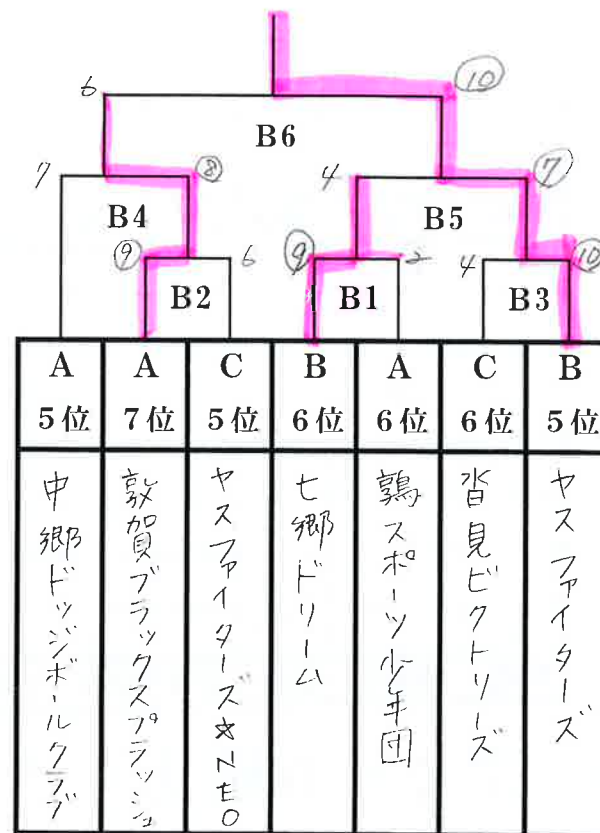 6 ⑩
B6
7 ⑧ 4 ⑦
B4 B5
⑨ 6 ⑨ 2 4 ⑩
B2 B1 B3
A A C B A C B
5位 7位 5位 6位 6位 6位 5位
中郷ドッジボールクラブ
敦賀ブラックスプラッシュ
ヤスファイターズ☆NEO
七郷ドリーム
鶉スポーツ少年団
沓見ビクトリーズ
ヤスファイターズ